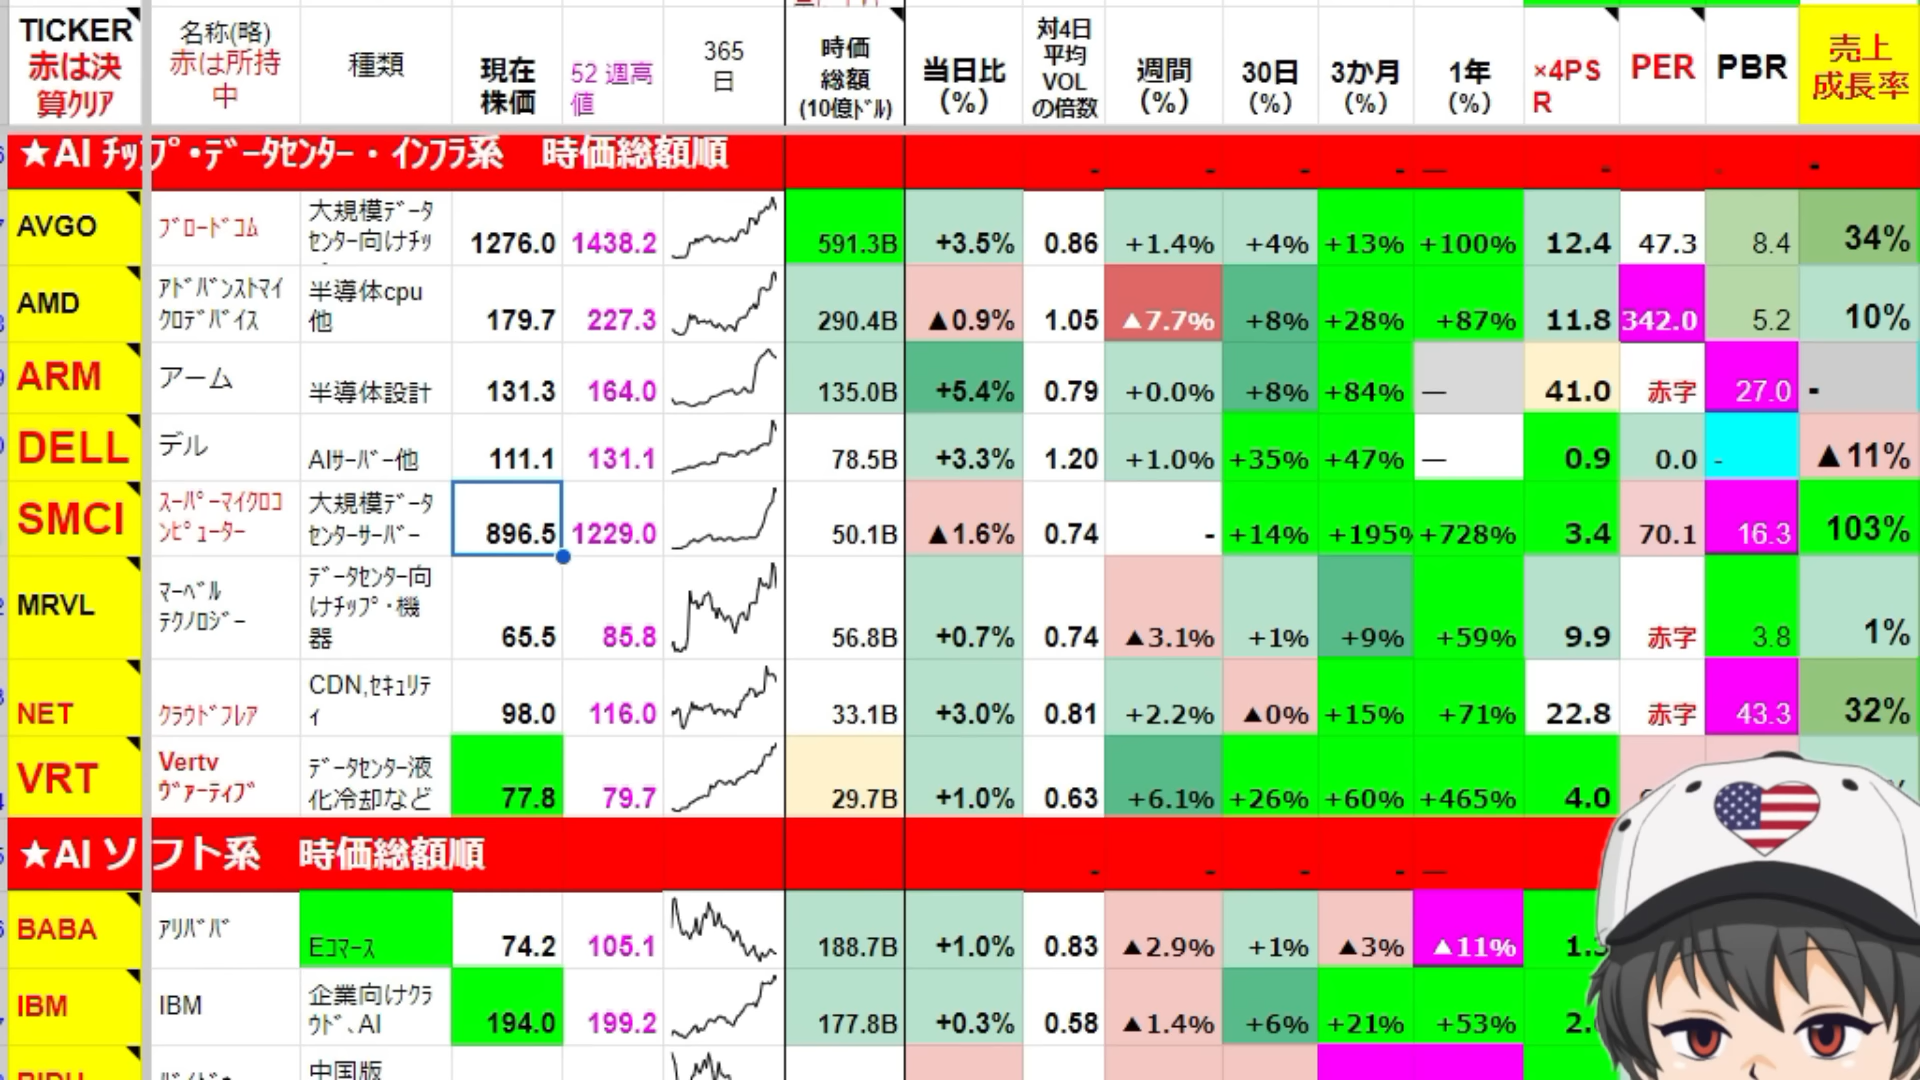 TICKER
赤は決
算ｸﾘｱ
名称(略)
赤は所持
中
種類
現在
株価
52 週高
値
365
日
時価
総額
(10億ﾄﾞﾙ)
当日比
(%)
対4日
平均
VOL
の倍数
週間
(%)
30日
(%)
3か月
(%)
1年
(%)
×4PS
R
PER
PBR
売上
成長率
★AI ﾁｯﾌﾟ・ﾃﾞｰﾀｾﾝﾀｰ・ｲﾝﾌﾗ系　時価総額順
- - - - — - - -
AVGO
ﾌﾞﾛｰﾄﾞｺﾑ
大規模ﾃﾞｰﾀ
ｾﾝﾀｰ向けﾁｯ
1276.0 1438.2 591.3B +3.5% 0.86 +1.4% +4% +13% +100% 12.4 47.3 8.4 34%
AMD
ｱﾄﾞﾊﾞﾝｽﾄﾏｲ
ｸﾛﾃﾞﾊﾞｲｽ
半導体cpu
他
179.7 227.3 290.4B ▲0.9% 1.05 ▲7.7% +8% +28% +87% 11.8 342.0 5.2 10%
ARM
アーム
半導体設計
131.3 164.0 135.0B +5.4% 0.79 +0.0% +8% +84% — 41.0 赤字 27.0 -
DELL
デル
AIｻｰﾊﾞｰ他
111.1 131.1 78.5B +3.3% 1.20 +1.0% +35% +47% — 0.9 0.0 - ▲11%
SMCI
ｽｰﾊﾟｰﾏｲｸﾛｺ
ﾝﾋﾟｭｰﾀｰ
大規模ﾃﾞｰﾀ
ｾﾝﾀｰｻｰﾊﾞｰ
896.5 1229.0 50.1B ▲1.6% 0.74 - +14% +195% +728% 3.4 70.1 16.3 103%
MRVL
ﾏｰﾍﾞﾙ
ﾃｸﾉﾛｼﾞｰ
ﾃﾞｰﾀｾﾝﾀｰ向
けﾁｯﾌﾟ・機
器
65.5 85.8 56.8B +0.7% 0.74 ▲3.1% +1% +9% +59% 9.9 赤字 3.8 1%
NET
ｸﾗｳﾄﾞﾌﾚｱ
CDN,ｾｷｭﾘﾃ
ｨ
98.0 116.0 33.1B +3.0% 0.81 +2.2% ▲0% +15% +71% 22.8 赤字 43.3 32%
VRT
Vertv
ｳﾞｧｰﾃｨﾌﾞ
ﾃﾞｰﾀｾﾝﾀｰ液
化冷却など
77.8 79.7 29.7B +1.0% 0.63 +6.1% +26% +60% +465% 4.0
★AI ソフト系　時価総額順
- - - - —
BABA
ｱﾘﾊﾞﾊﾞ
Eｺﾏｰｽ
74.2 105.1 188.7B +1.0% 0.83 ▲2.9% +1% ▲3% ▲11%
IBM
IBM
企業向けｸﾗ
ｳﾄﾞ､AI
194.0 199.2 177.8B +0.3% 0.58 ▲1.4% +6% +21% +53%
中国版